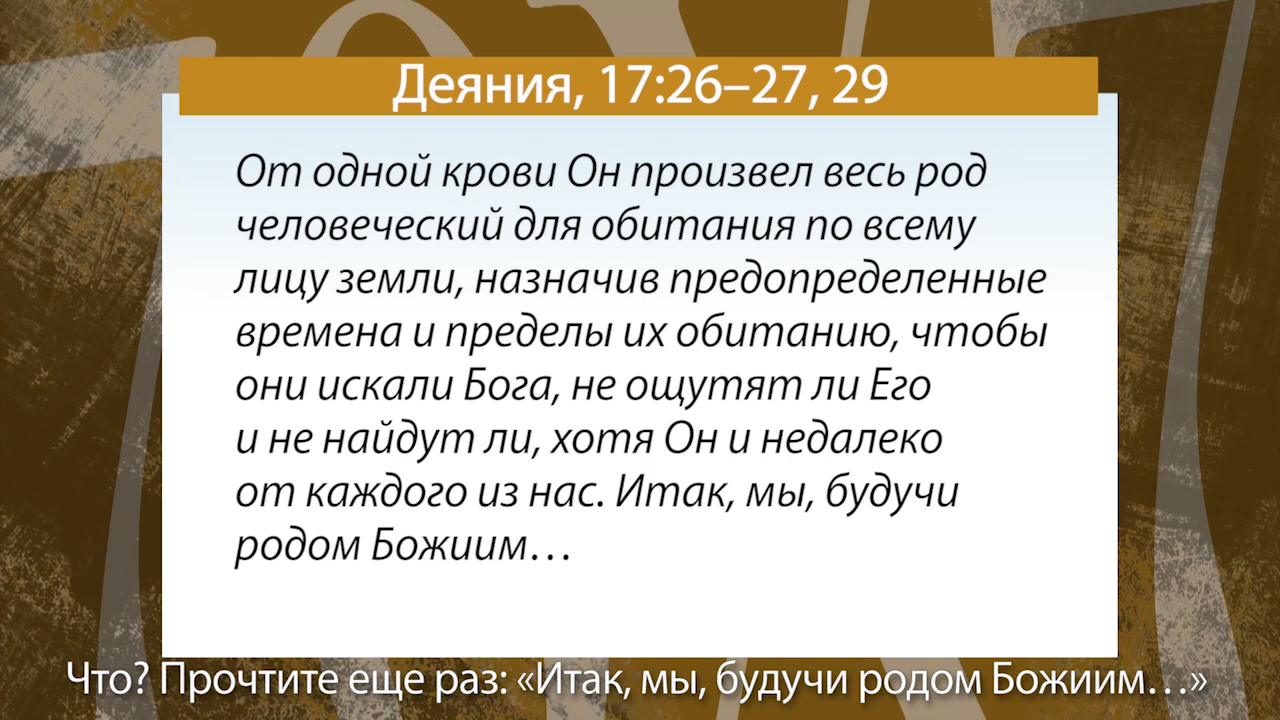 Деяния, 17:26–27, 29
От одной крови Он произвел весь род
человеческий для обитания по всему
лицу земли, назначив предопределенные
времена и пределы их обитанию, чтобы
они искали Бога, не ощутят ли Его
и не найдут ли, хотя Он и недалеко
от каждого из нас. Итак, мы, будучи
родом Божиим…
Что? Прочтите еще раз: «Итак, мы, будучи родом Божиим…»